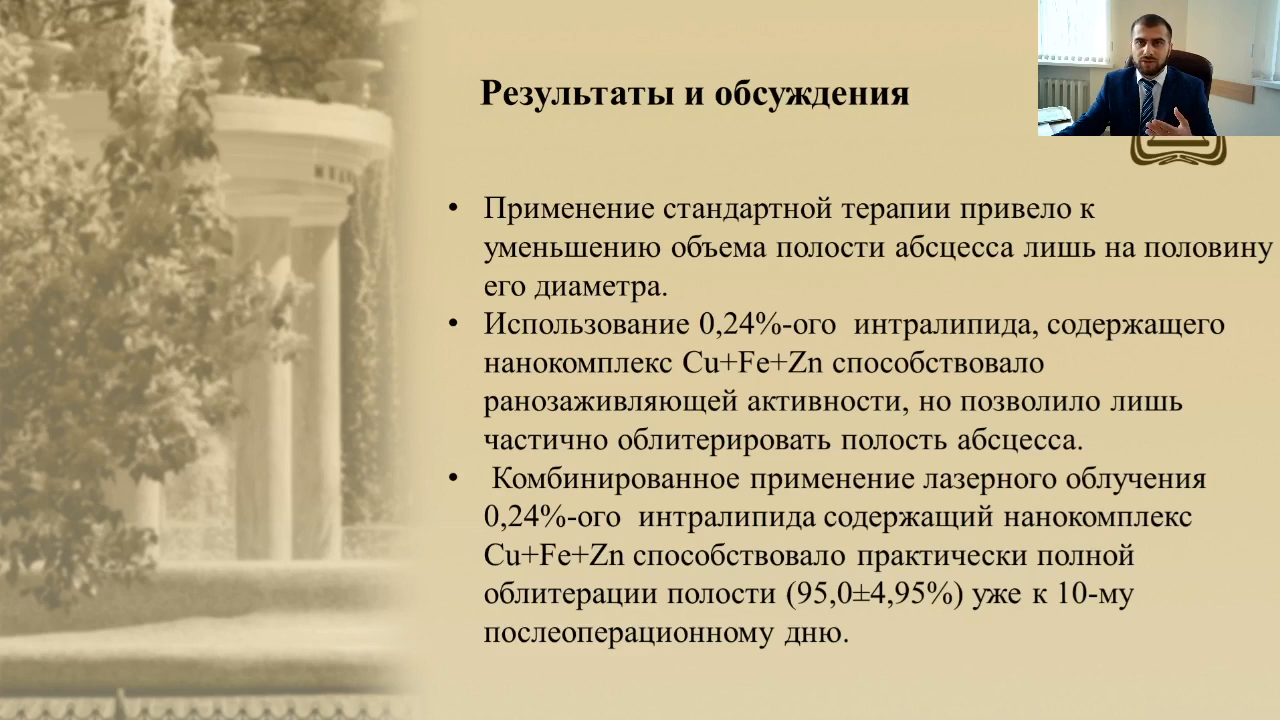 Результаты и обсуждения
• Применение стандартной терапии привело к
уменьшению объема полости абсцесса лишь на половину
его диаметра.
• Использование 0,24%-ого интралипида, содержащего
нанокомплекс Cu+Fe+Zn способствовало
ранозаживляющей активности, но позволило лишь
частично облитерировать полость абсцесса.
• Комбинированное применение лазерного облучения
0,24%-ого интралипида содержащий нанокомплекс
Cu+Fe+Zn способствовало практически полной
облитерации полости (95,0±4,95%) уже к 10-му
послеоперационному дню.